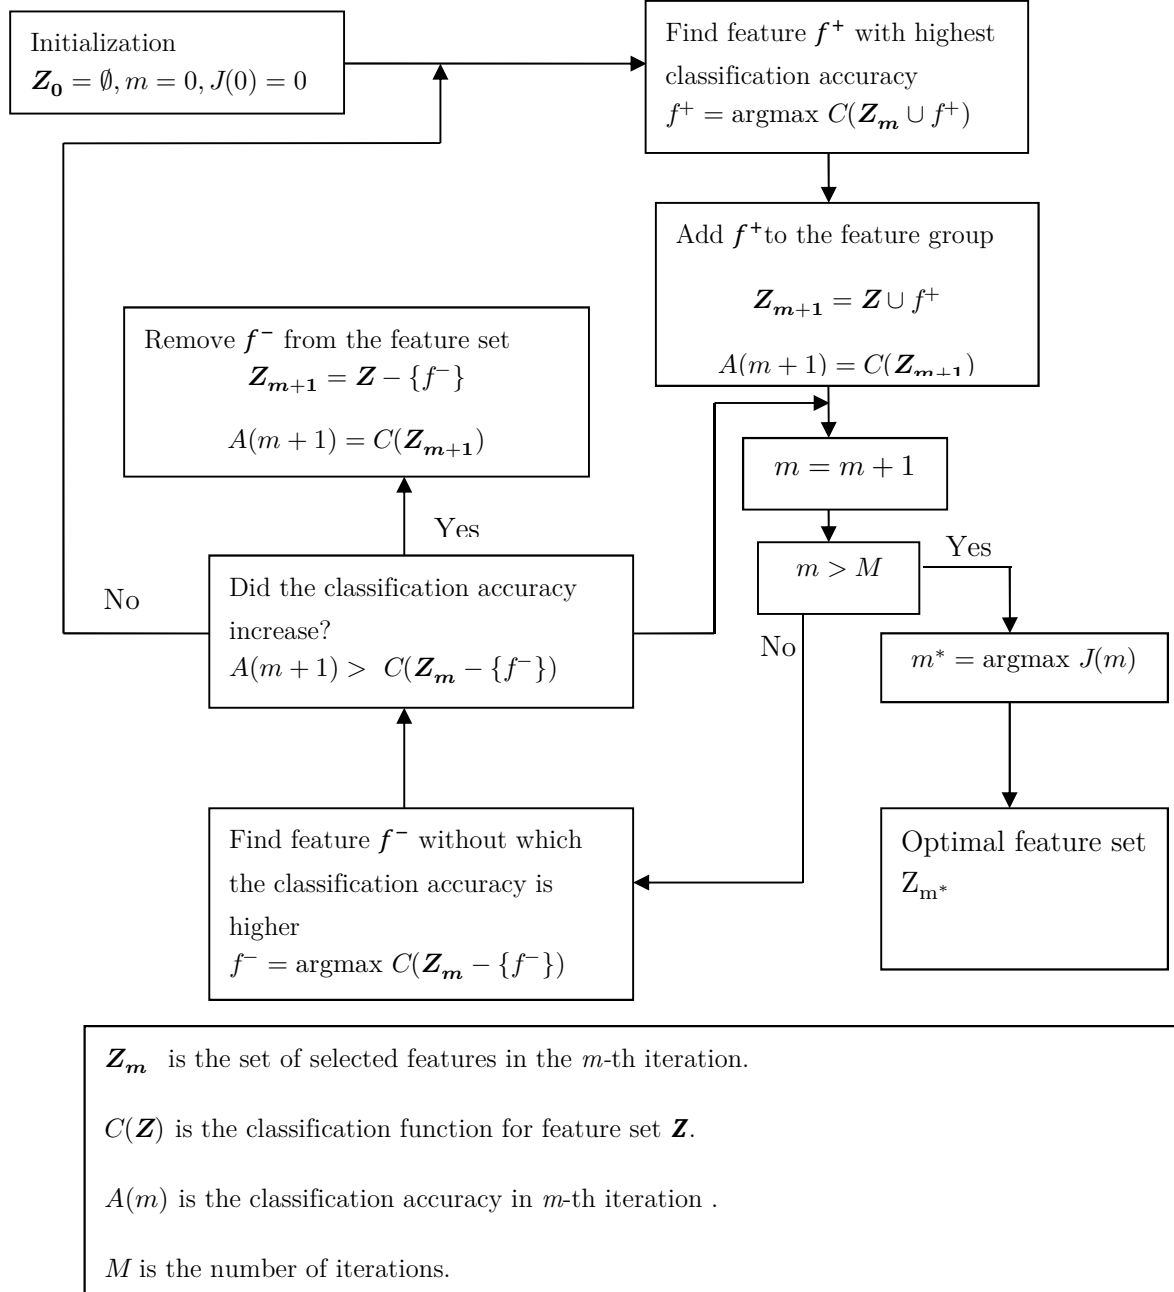 Initialization
Z₀ = ∅, m = 0, J(0) = 0
Find feature f⁺ with highest
classification accuracy
f⁺ = argmax C(Zₘ ∪ f⁺)
Add f⁺to the feature group
Zₘ₊₁ = Z ∪ f⁺
A(m + 1) = C(Zₘ₊₁)
Remove f⁻ from the feature set
Zₘ₊₁ = Z − {f⁻}
A(m + 1) = C(Zₘ₊₁)
m = m + 1
Yes
m > M
Yes
Did the classification accuracy
increase?
A(m + 1) > C(Zₘ − {f⁻})
No
No
m* = argmax J(m)
Find feature f⁻ without which
the classification accuracy is
higher
f⁻ = argmax C(Zₘ − {f⁻})
Optimal feature set
Zₘ*
Zₘ is the set of selected features in the m-th iteration.
C(Z) is the classification function for feature set Z.
A(m) is the classification accuracy in m-th iteration .
M is the number of iterations.